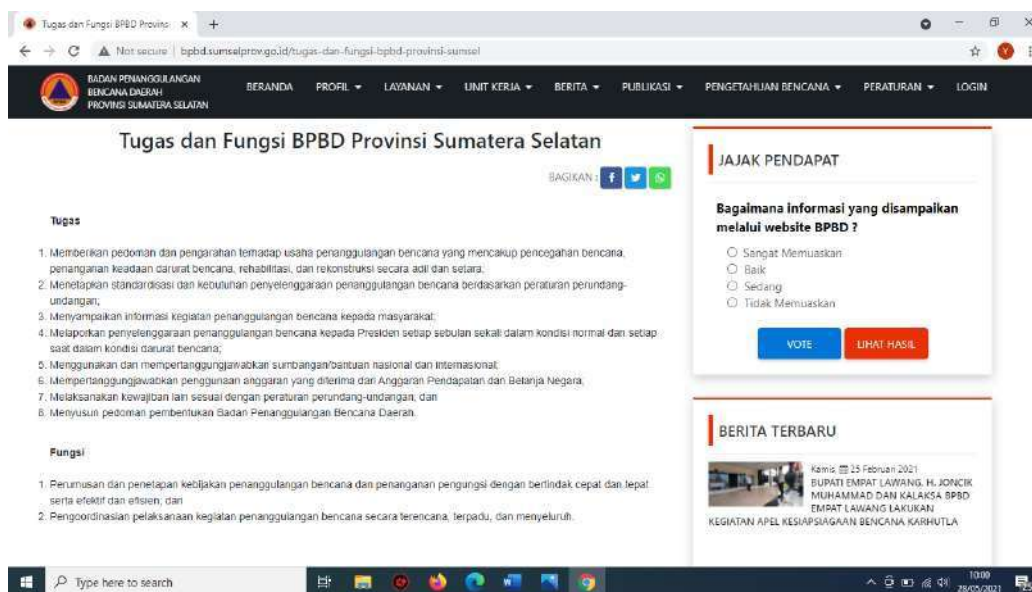 Tugas dan Fungsi BPBD Provins
Not secure | bpbd.sumselprov.go.id/tugas-dan-fungsi-bpbd-provinsi-sumsel
BADAN PENANGGULANGAN
BENCANA DAERAH
PROVINSI SUMATERA SELATAN
BERANDA PROFIL LAYANAN UNIT KERJA BERITA PUBLIKASI PENGETAHUAN BENCANA PERATURAN LOGIN
Tugas dan Fungsi BPBD Provinsi Sumatera Selatan
BAGIKAN :
Tugas
1. Memberikan pedoman dan pengarahan terhadap usaha penanggulangan bencana yang mencakup pencegahan bencana,
penanganan keadaan darurat bencana, rehabilitasi, dan rekonstruksi secara adil dan setara;
2. Menetapkan standardisasi dan kebutuhan penyelenggaraan penanggulangan bencana berdasarkan peraturan perundang-
undangan;
3. Menyampaikan informasi kegiatan penanggulangan bencana kepada masyarakat;
4. Melaporkan penyelenggaraan penanggulangan bencana kepada Presiden setiap sebulan sekali dalam kondisi normal dan setiap
saat dalam kondisi darurat bencana;
5. Menggunakan dan mempertanggungjawabkan sumbangan/bantuan nasional dan internasional;
6. Mempertanggungjawabkan penggunaan anggaran yang diterima dari Anggaran Pendapatan dan Belanja Negara;
7. Melaksanakan kewajiban lain sesuai dengan peraturan perundang-undangan; dan
8. Menyusun pedoman pembentukan Badan Penanggulangan Bencana Daerah.
Fungsi
1. Perumusan dan penetapan kebijakan penanggulangan bencana dan penanganan pengungsi dengan bertindak cepat dan tepat
serta efektif dan efisien; dan
2. Pengoordinasian pelaksanaan kegiatan penanggulangan bencana secara terencana, terpadu, dan menyeluruh.
JAJAK PENDAPAT
Bagaimana informasi yang disampaikan
melalui website BPBD ?
Sangat Memuaskan
Baik
Sedang
Tidak Memuaskan
VOTE LIHAT HASIL
BERITA TERBARU
Kamis, 25 Februari 2021
BUPATI EMPAT LAWANG. H. JONCIK
MUHAMMAD DAN KALAKSA BPBD
EMPAT LAWANG LAKUKAN
KEGIATAN APEL KESIAPSIAGAAN BENCANA KARHUTLA
Type here to search
10:00
28/05/2021